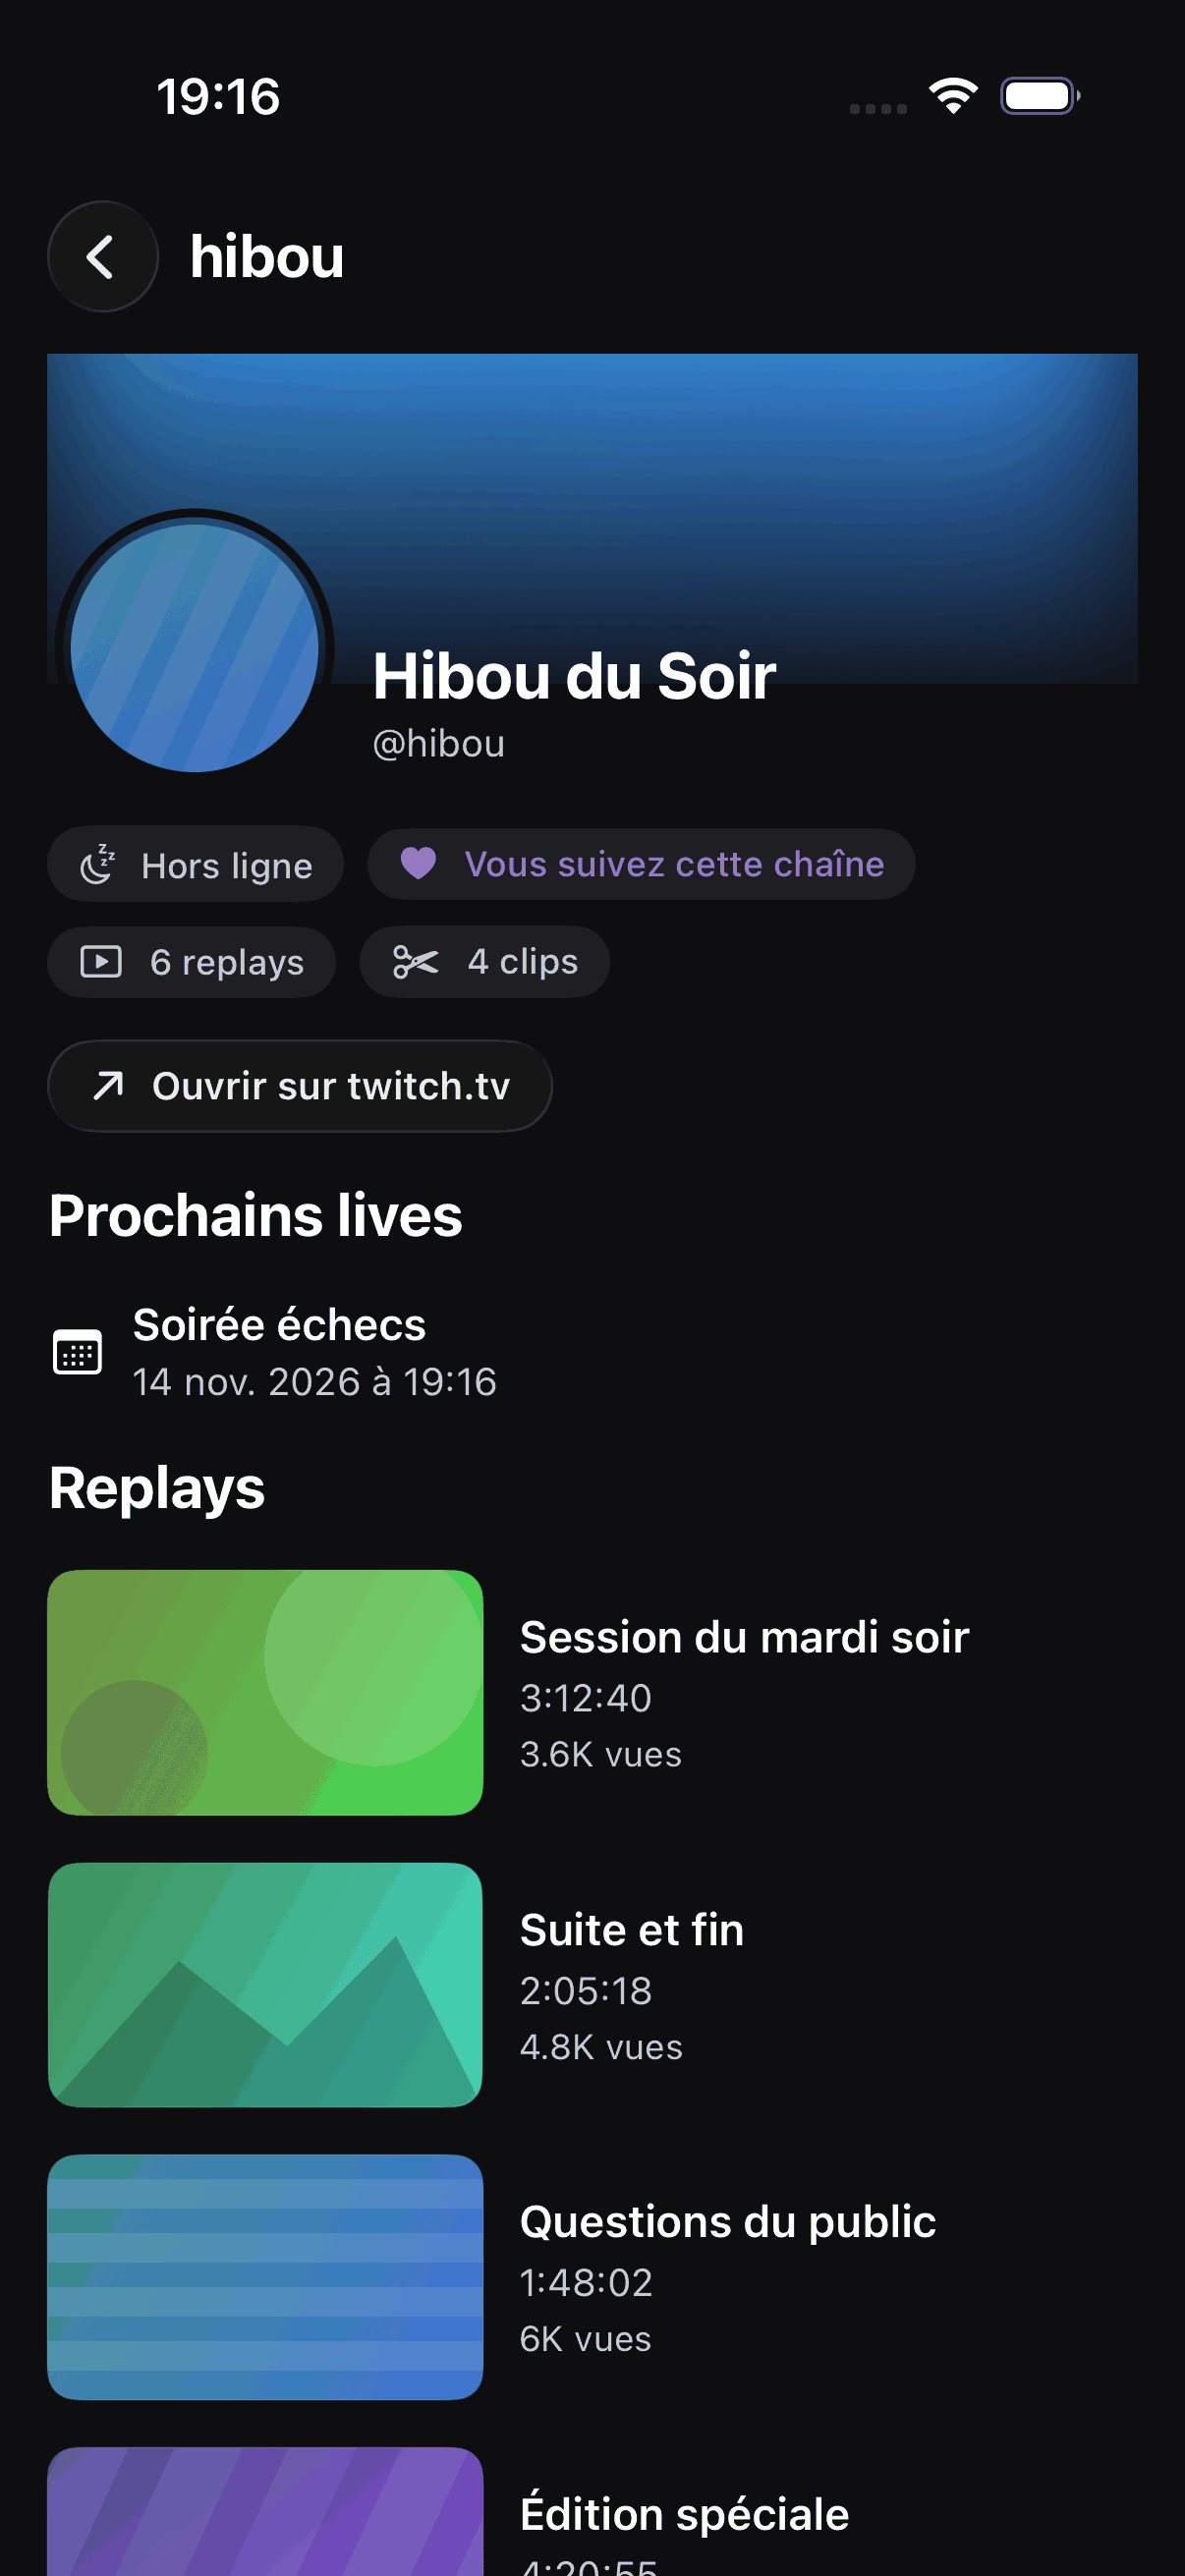 19:16
hibou
Hibou du Soir
@hibou
Hors ligne
Vous suivez cette chaîne
6 replays
4 clips
Ouvrir sur twitch.tv
Prochains lives
Soirée échecs
14 nov. 2026 à 19:16
Replays
Session du mardi soir
3:12:40
3.6K vues
Suite et fin
2:05:18
4.8K vues
Questions du public
1:48:02
6K vues
Édition spéciale
4:20:55